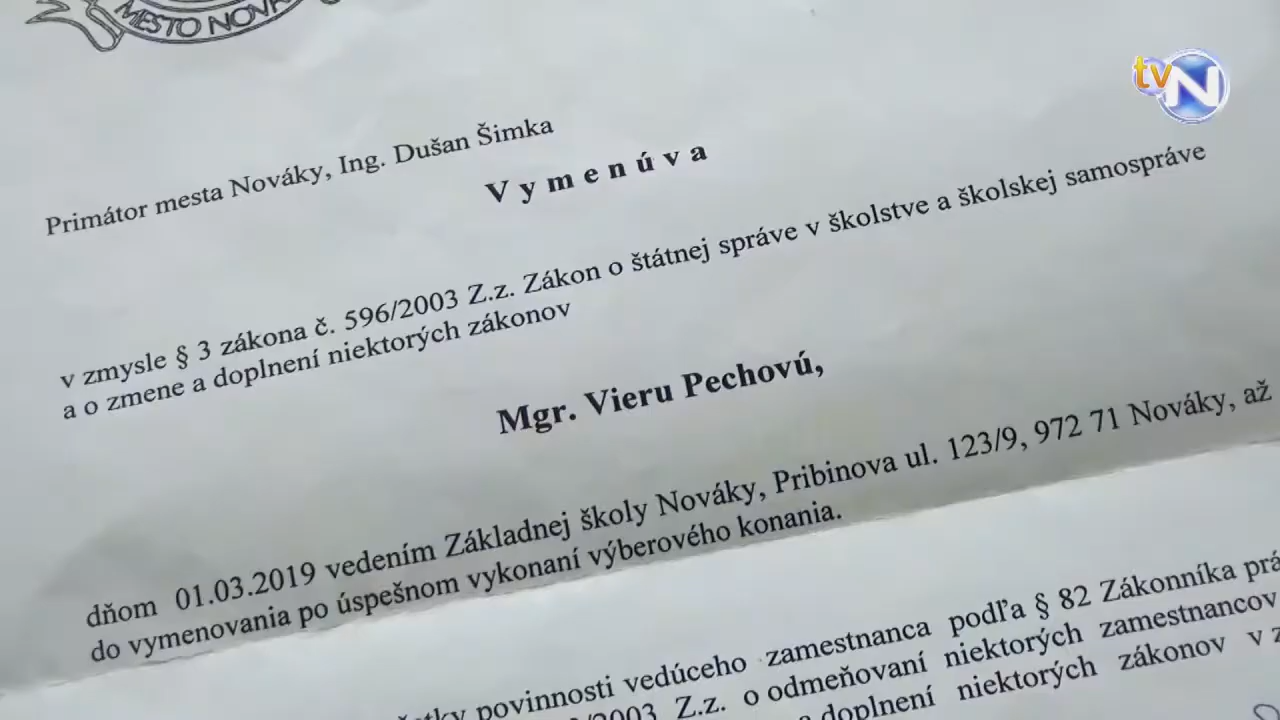 MESTO NOVÁ
tvN
Primátor mesta Nováky, Ing. Dušan Šimka
Vymenúva
v zmysle § 3 zákona č. 596/2003 Z.z. Zákon o štátnej správe v školstve a školskej samospráve
a o zmene a doplnení niektorých zákonov
Mgr. Vieru Pechovú,
dňom 01.03.2019 vedením Základnej školy Nováky, Pribinova ul. 123/9, 972 71 Nováky, až
do vymenovania po úspešnom vykonaní výberového konania.
povinnosti vedúceho zamestnanca podľa § 82 Zákonníka prá
/2003 Z.z. o odmeňovaní niektorých zamestnancov
doplnení niektorých zákonov v z